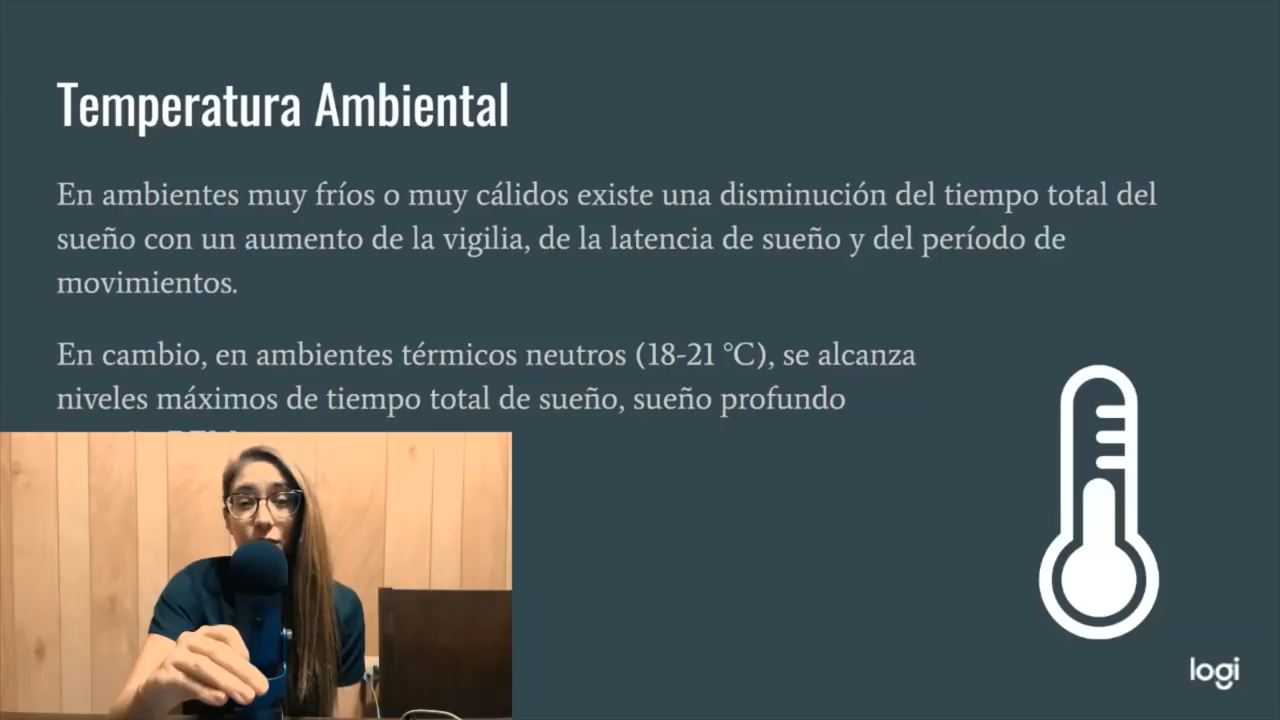 Temperatura Ambiental
En ambientes muy fríos o muy cálidos existe una disminución del tiempo total del
sueño con un aumento de la vigilia, de la latencia de sueño y del período de
movimientos.
En cambio, en ambientes térmicos neutros (18-21 °C), se alcanza
niveles máximos de tiempo total de sueño, sueño profundo
logi